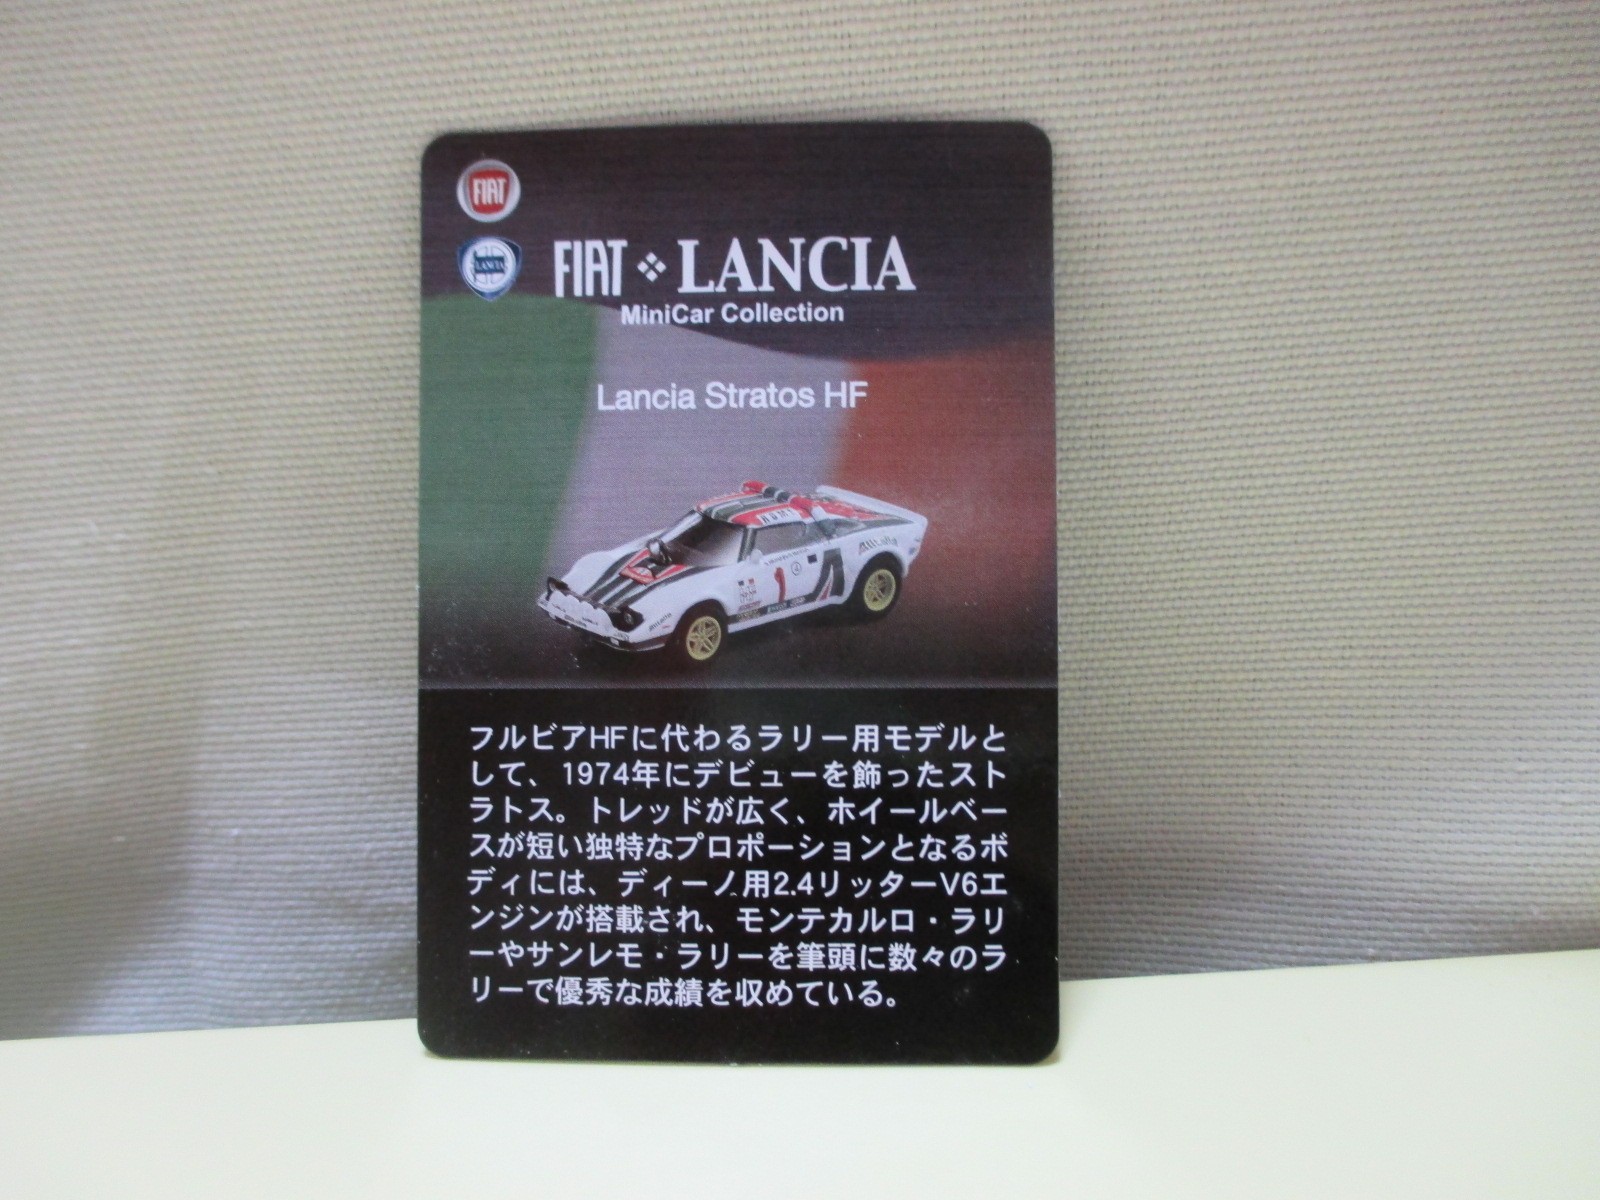 FIAT
LANCIA
FIAT LANCIA
MiniCar Collection
Lancia Stratos HF
Alitalia
1
フルビアHFに代わるラリー用モデルと
して、1974年にデビューを飾ったスト
ラトス。トレッドが広く、ホイールベー
スが短い独特なプロポーションとなるボ
ディには、ディーノ用2.4リッターV6エ
ンジンが搭載され、モンテカルロ・ラリ
ーやサンレモ・ラリーを筆頭に数々のラ
リーで優秀な成績を収めている。